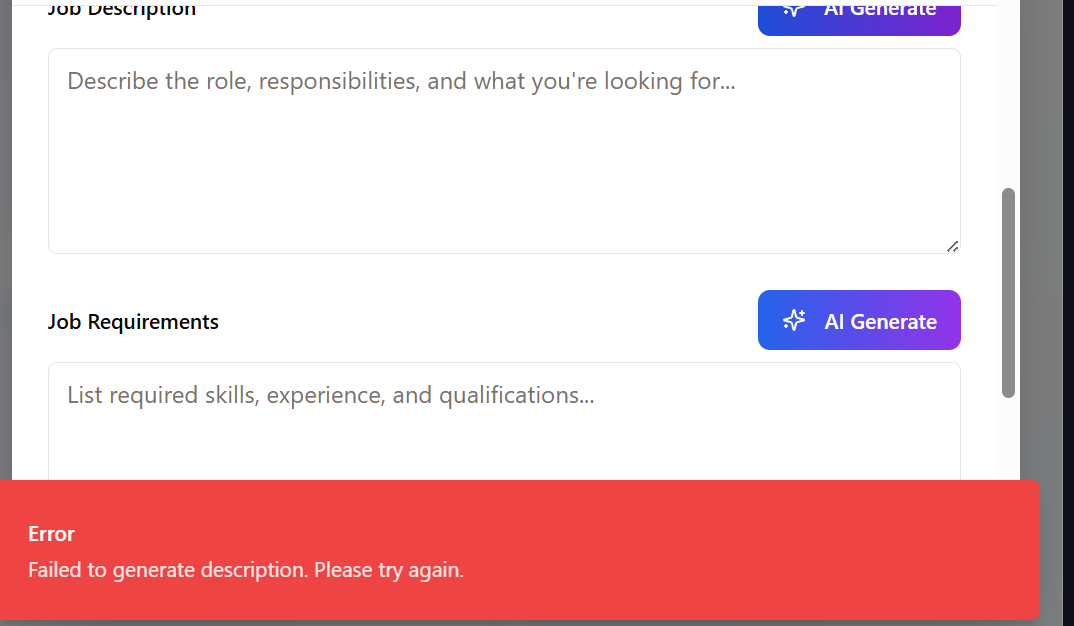 Job Description
AI Generate
Describe the role, responsibilities, and what you're looking for...
Job Requirements
AI Generate
List required skills, experience, and qualifications...
Error
Failed to generate description. Please try again.